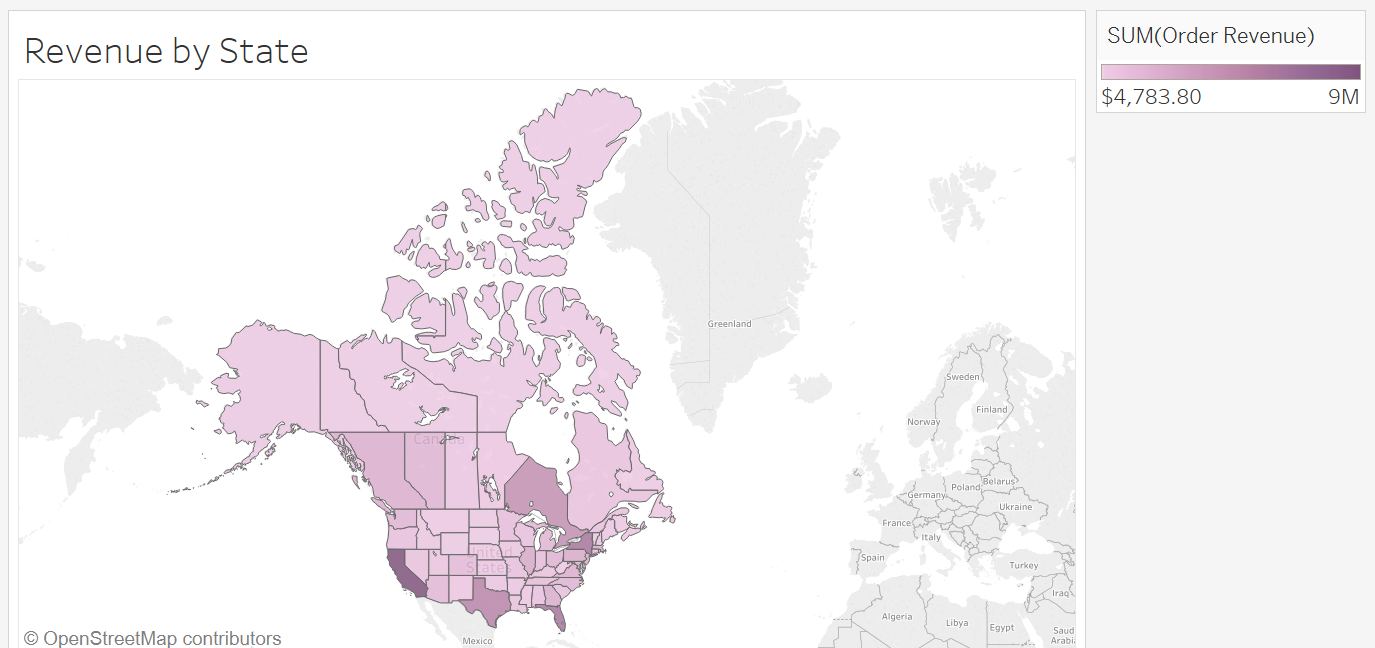 Revenue by State
SUM(Order Revenue)
$4,783.80 9M
Greenland
Sweden
Finland
Norway
Canada
Belarus
Poland
Germany
Ukraine
France
Italy
United
States
Spain
Turkey
Iraq
Algeria
Libya
Egypt
Saudi
Arabi
Mexico
© OpenStreetMap contributors